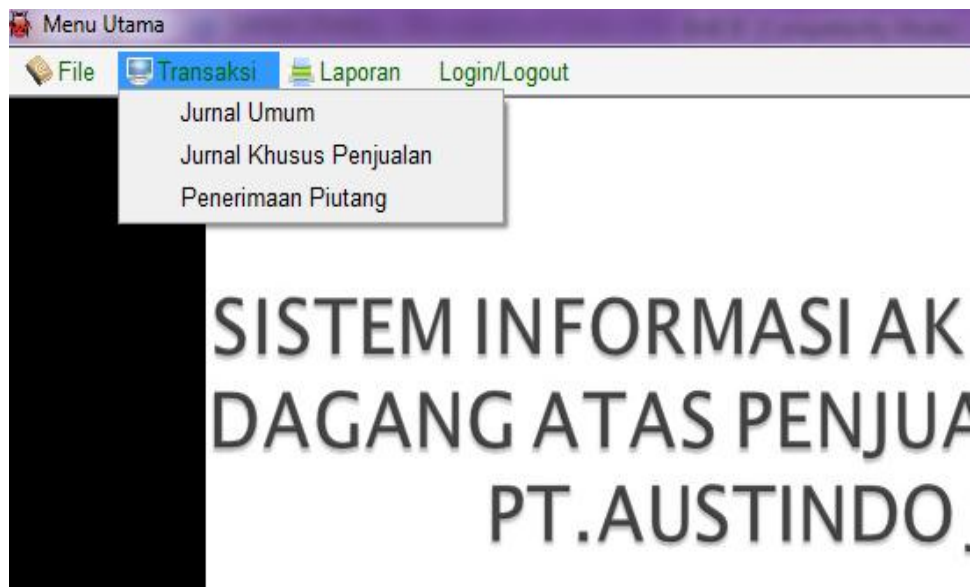 Menu Utama
File Transaksi Laporan Login/Logout
Jurnal Umum
Jurnal Khusus Penjualan
Penerimaan Piutang
SISTEM INFORMASI AK
DAGANG ATAS PENJUA
PT.AUSTINDO